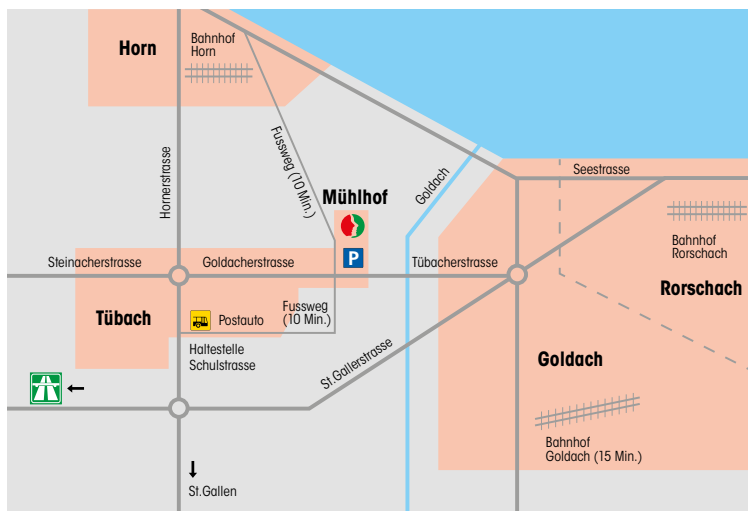 Horn
Bahnhof
Horn
Hornerstrasse
Fussweg (10 Min.)
Mühlhof
Goldach
Seestrasse
Bahnhof
Rorschach
Rorschach
P
Steinacherstrasse
Goldacherstrasse
Tübacherstrasse
Tübach
Postauto
Fussweg
(10 Min.)
Haltestelle
Schulstrasse
St.Gallerstrasse
Goldach
Bahnhof
Goldach (15 Min.)
St.Gallen